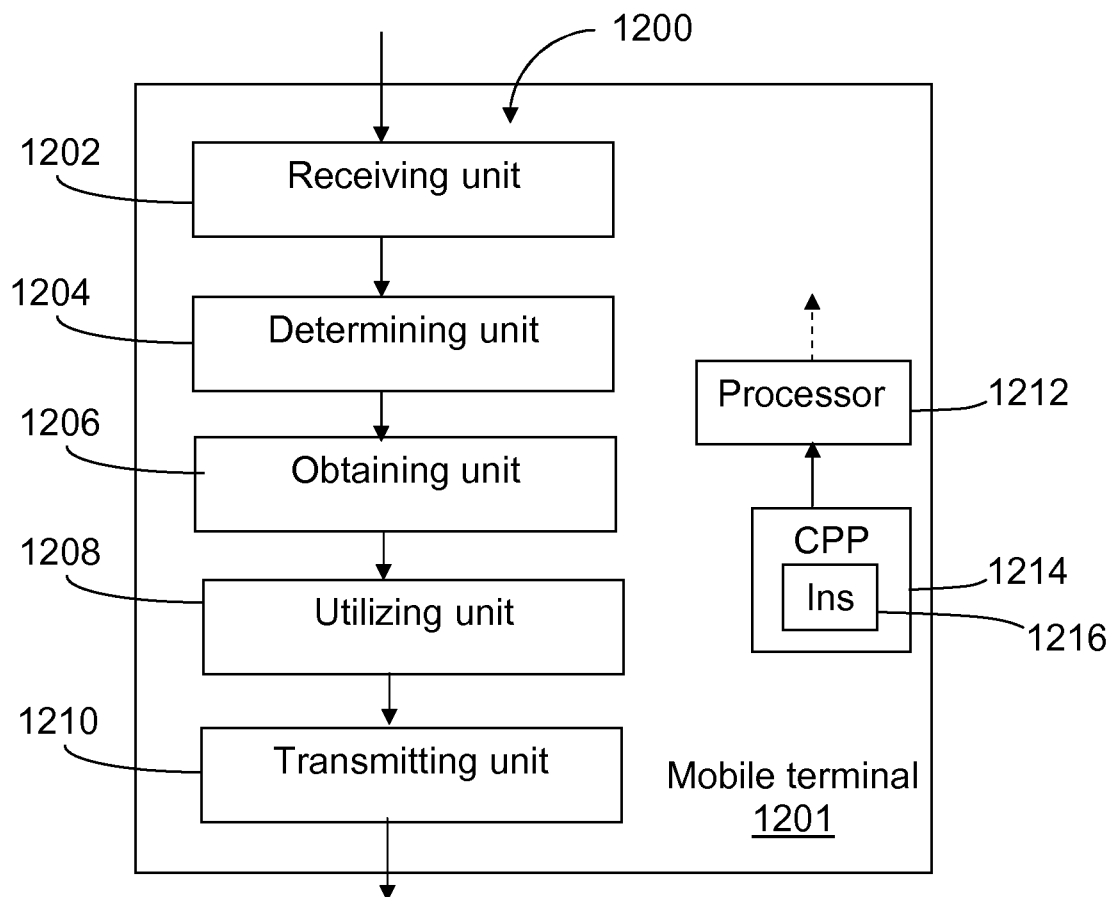 1200
1202
Receiving unit
1204
Determining unit
Processor
1212
1206
Obtaining unit
CPP
1214
Ins
1216
1208
Utilizing unit
1210
Transmitting unit
Mobile terminal
1201